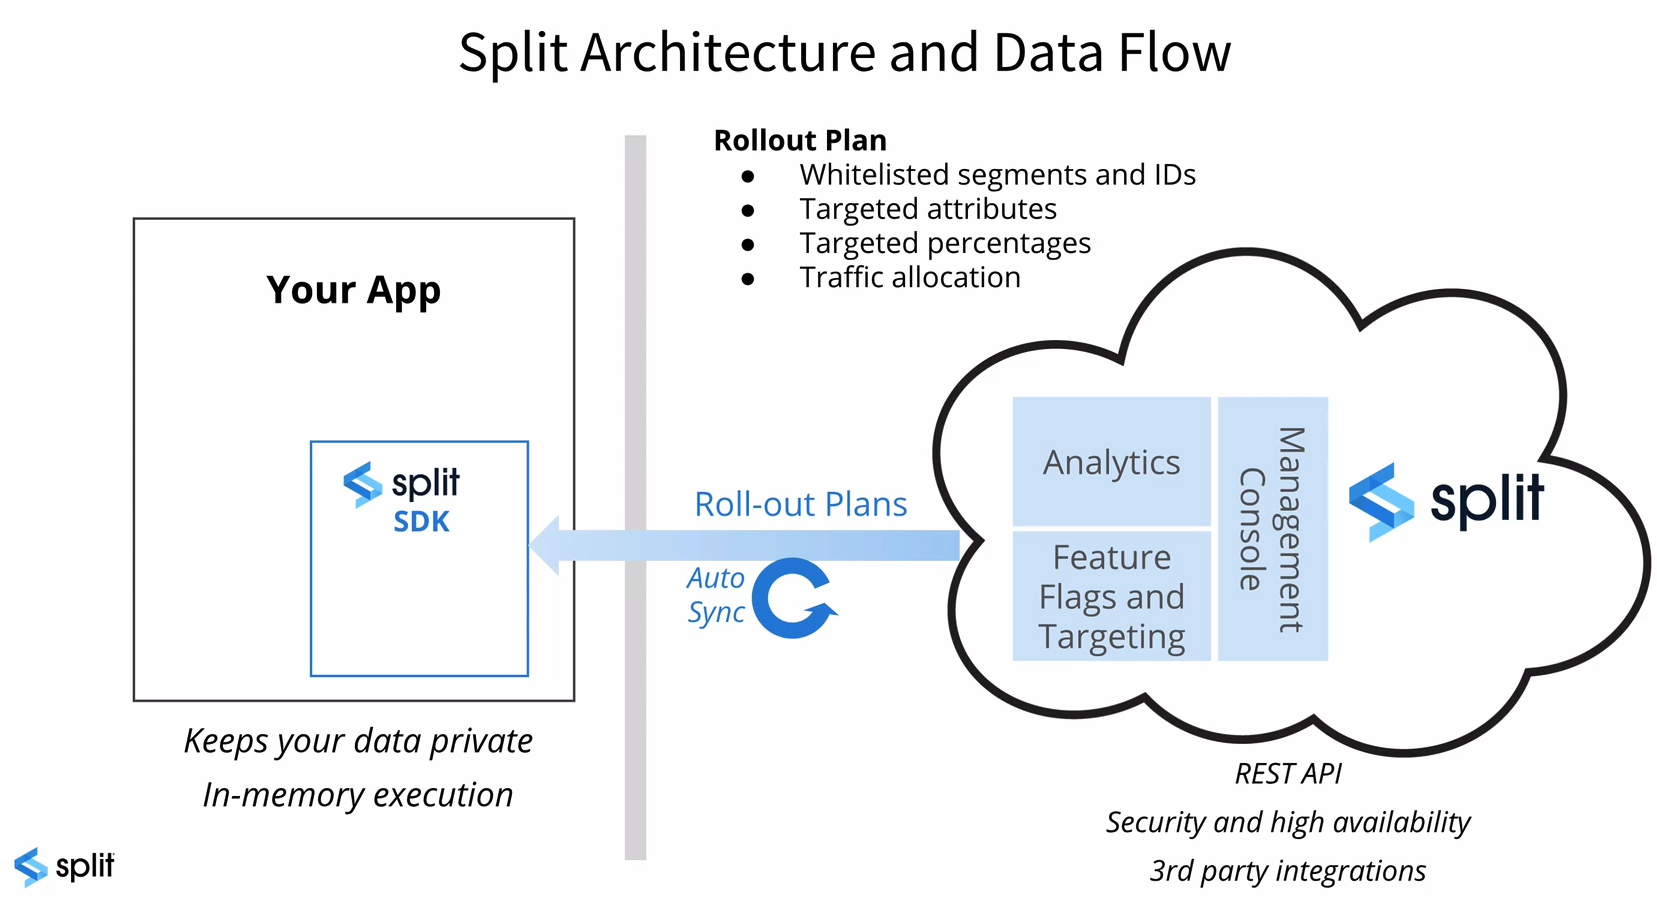 Split Architecture and Data Flow
Rollout Plan
● Whitelisted segments and IDs
● Targeted attributes
● Targeted percentages
● Traffic allocation
Your App
split
SDK
Roll-out Plans
Auto
Sync
Analytics
Feature
Flags and
Targeting
Management
Console
split
Keeps your data private
In-memory execution
REST API
Security and high availability
3rd party integrations
split